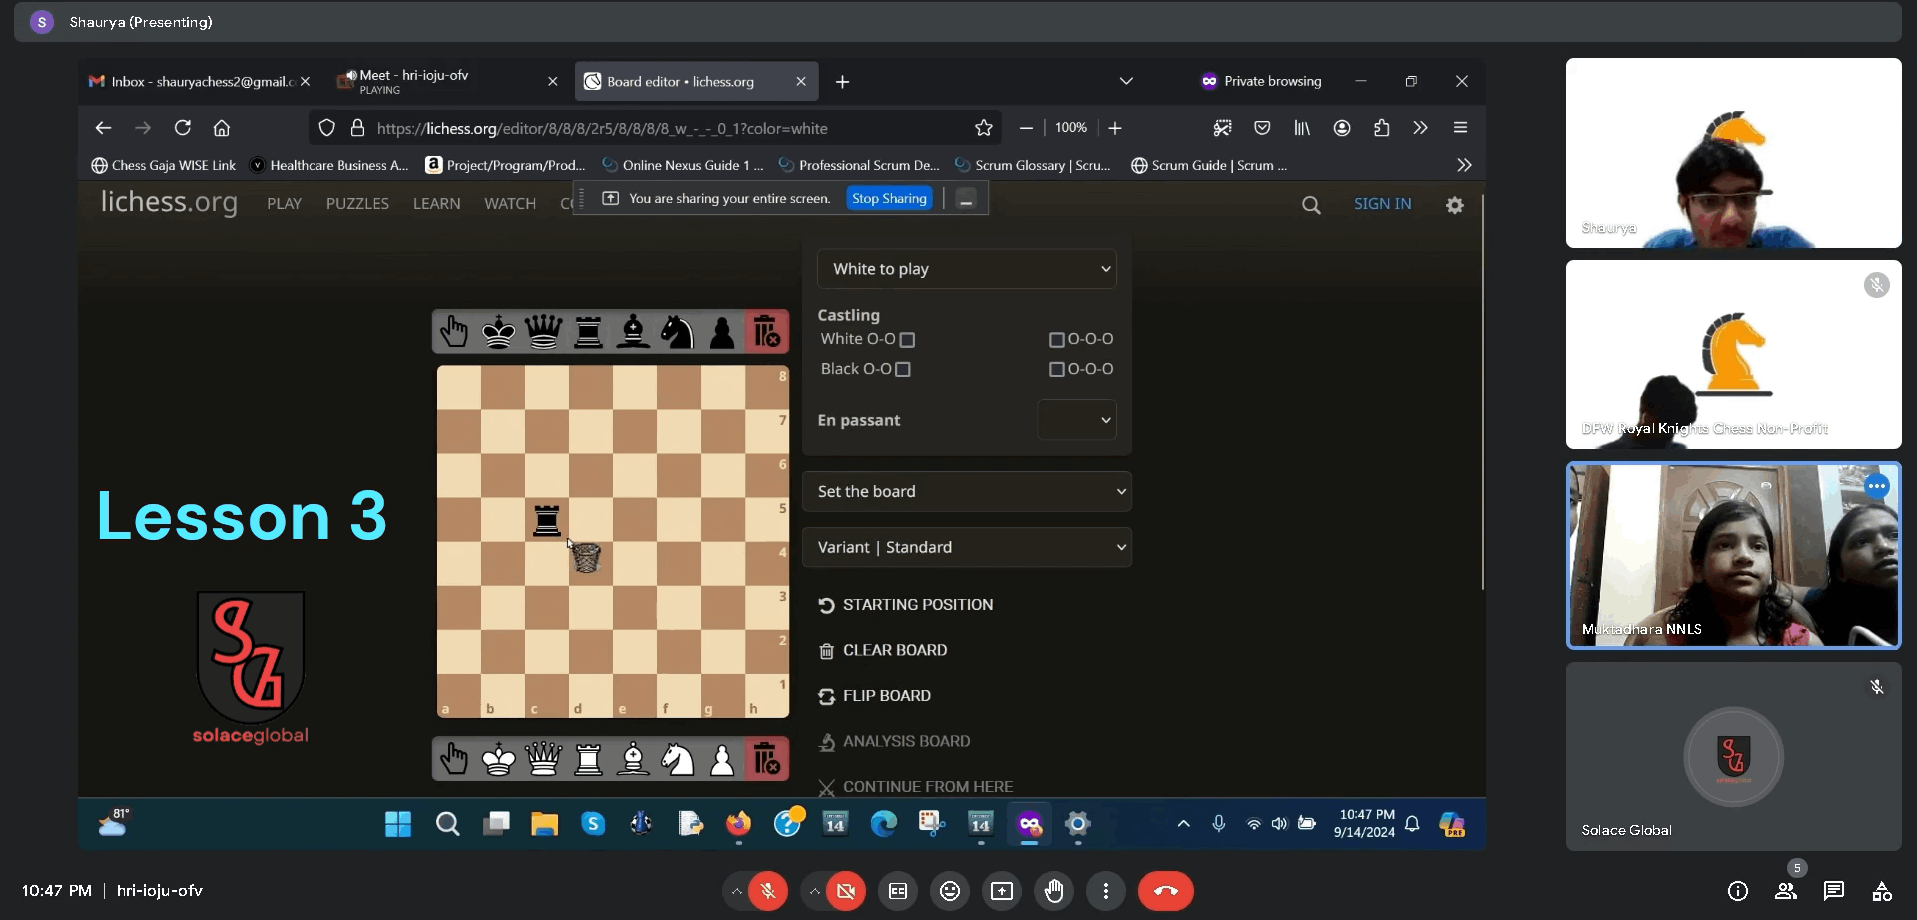 S Shaurya (Presenting)
Inbox - shauryachess2@gmail.c
Meet - hri-ioju-ofv
PLAYING
Board editor • lichess.org
Private browsing
https://lichess.org/editor/8/8/8/2r5/8/8/8/8_w_-_-_0_1?color=white
100%
Chess Gaja WISE Link
Healthcare Business A...
a Project/Program/Prod...
Online Nexus Guide 1 ...
Professional Scrum De...
Scrum Glossary | Scru...
Scrum Guide | Scrum ...
You are sharing your entire screen.
Stop Sharing
lichess.org
PLAY
PUZZLES
LEARN
WATCH
SIGN IN
White to play
Castling
White O-O
O-O-O
Black O-O
O-O-O
En passant
Set the board
Variant | Standard
STARTING POSITION
CLEAR BOARD
FLIP BOARD
ANALYSIS BOARD
CONTINUE FROM HERE
8
7
6
5
4
3
2
1
a b c d e f g h
Lesson 3
SG
solaceglobal
81°
14
14
10:47 PM
9/14/2024
PRE
Shaurya
DFW Royal Knights Chess Non-Profit
Muktadhara NNLS
Solace Global
10:47 PM | hri-ioju-ofv
5